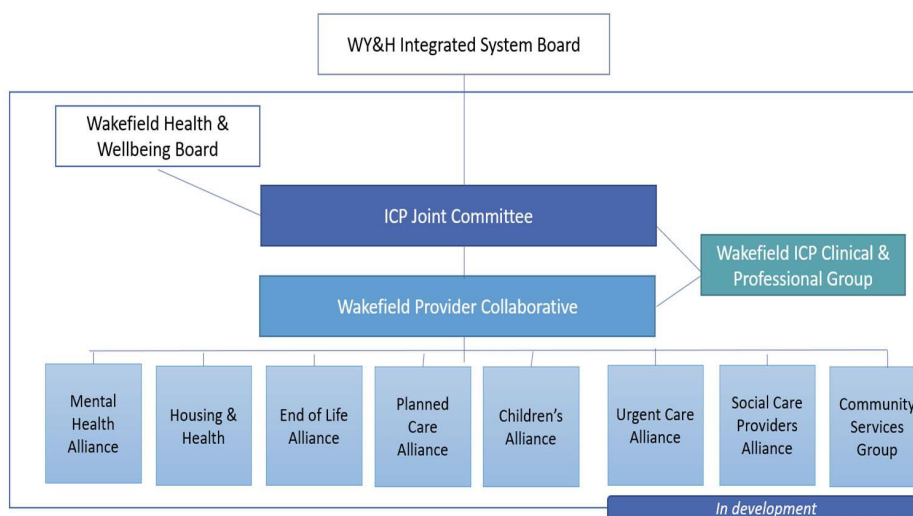 WY&H Integrated System Board
Wakefield Health &
Wellbeing Board
ICP Joint Committee
Wakefield ICP Clinical &
Professional Group
Wakefield Provider Collaborative
Mental
Health
Alliance
Housing &
Health
End of Life
Alliance
Planned
Care
Alliance
Children's
Alliance
Urgent Care
Alliance
Social Care
Providers
Alliance
Community
Services
Group
In development